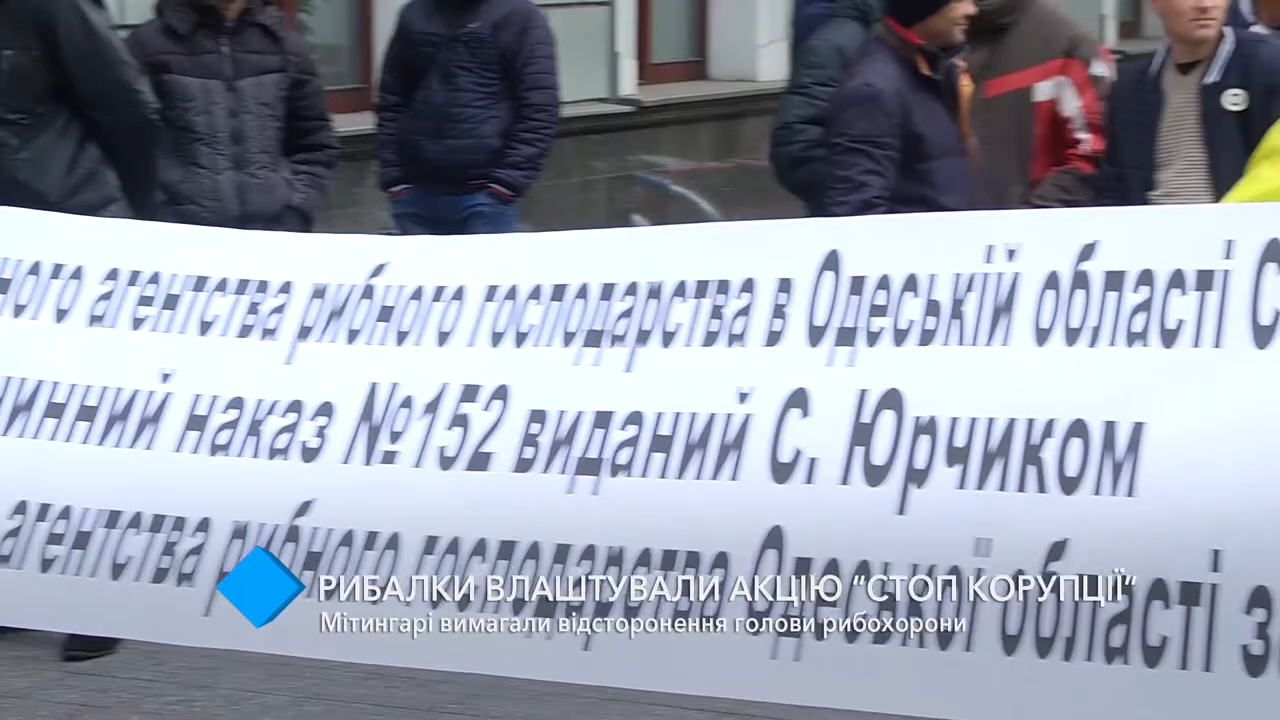 ного агентства рибного господарства в Одеській області С
чинний наказ №152 виданий С. Юрчиком
агентства рибного господарства Одеської області з
РИБАЛКИ ВЛАШТУВАЛИ АКЦІЮ “СТОП КОРУПЦІЇ“
Мітингарі вимагали відсторонення голови рибохорони